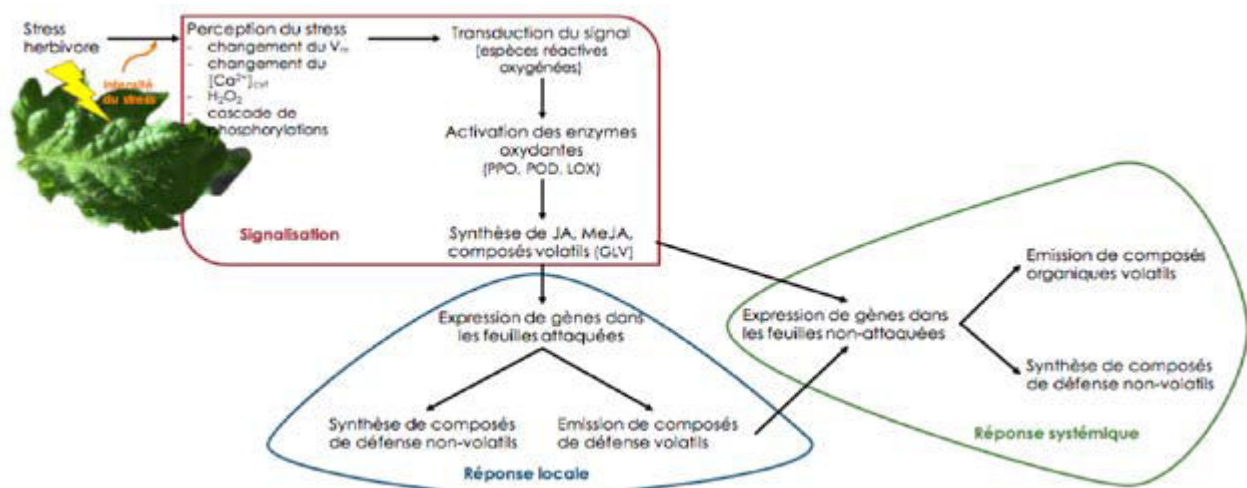 Stress
herbivore
Intensité
du stress
Perception du stress
- changement du Vm
- changement du
[Ca²⁺]cyt
- H₂O₂
- cascade de
phosphorylations
Transduction du signal
(espèces réactives
oxygénées)
Activation des enzymes
oxydantes
(PPO, POD, LOX)
Synthèse de JA, MeJA,
composés volatils (GLV)
Signalisation
Expression de gènes dans
les feuilles attaquées
Synthèse de composés
de défense non-volatils
Emission de composés
de défense volatils
Réponse locale
Expression de gènes dans
les feuilles non-attaquées
Emission de composés
organiques volatils
Synthèse de composés
de défense non-volatils
Réponse systémique